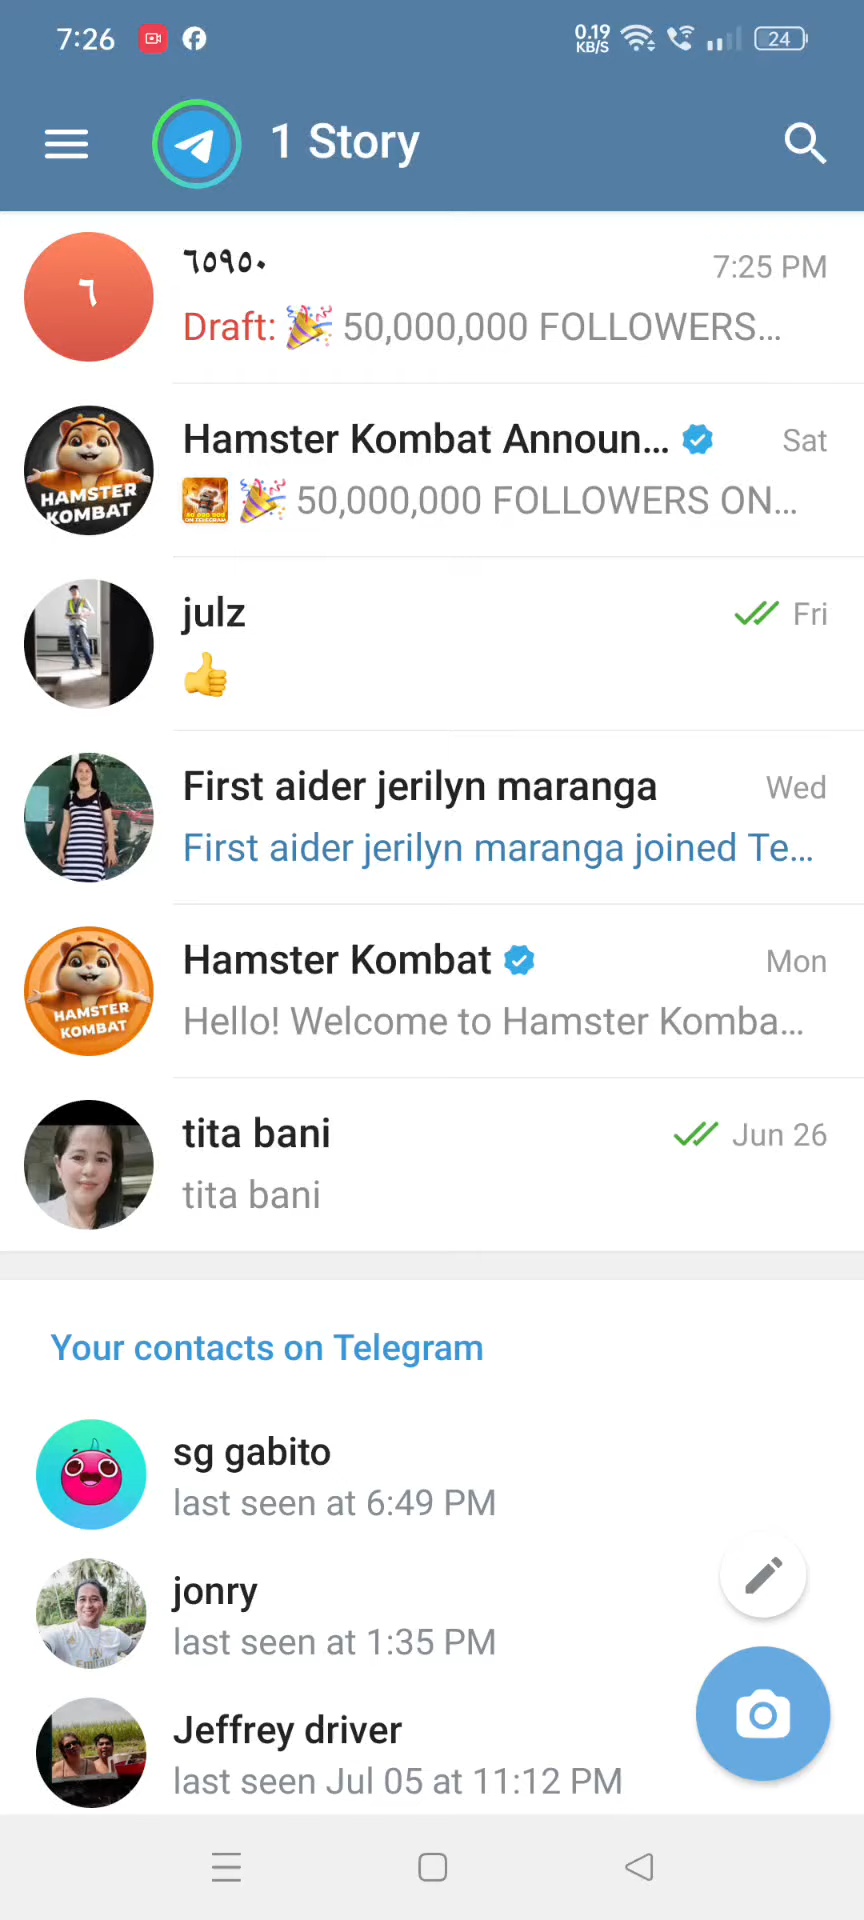 7:26 0.19 KB/S 24
1 Story
٦
٦٥٩٥٠ 7:25 PM
Draft: 🎉 50,000,000 FOLLOWERS...
Hamster Kombat Announ... Sat
HAMSTER
KOMBAT
🎉 50,000,000 FOLLOWERS ON...
julz Fri
👍
First aider jerilyn maranga Wed
First aider jerilyn maranga joined Te...
Hamster Kombat Mon
HAMSTER
KOMBAT
Hello! Welcome to Hamster Komba...
tita bani Jun 26
tita bani
Your contacts on Telegram
sg gabito
last seen at 6:49 PM
jonry
last seen at 1:35 PM
Jeffrey driver
last seen Jul 05 at 11:12 PM